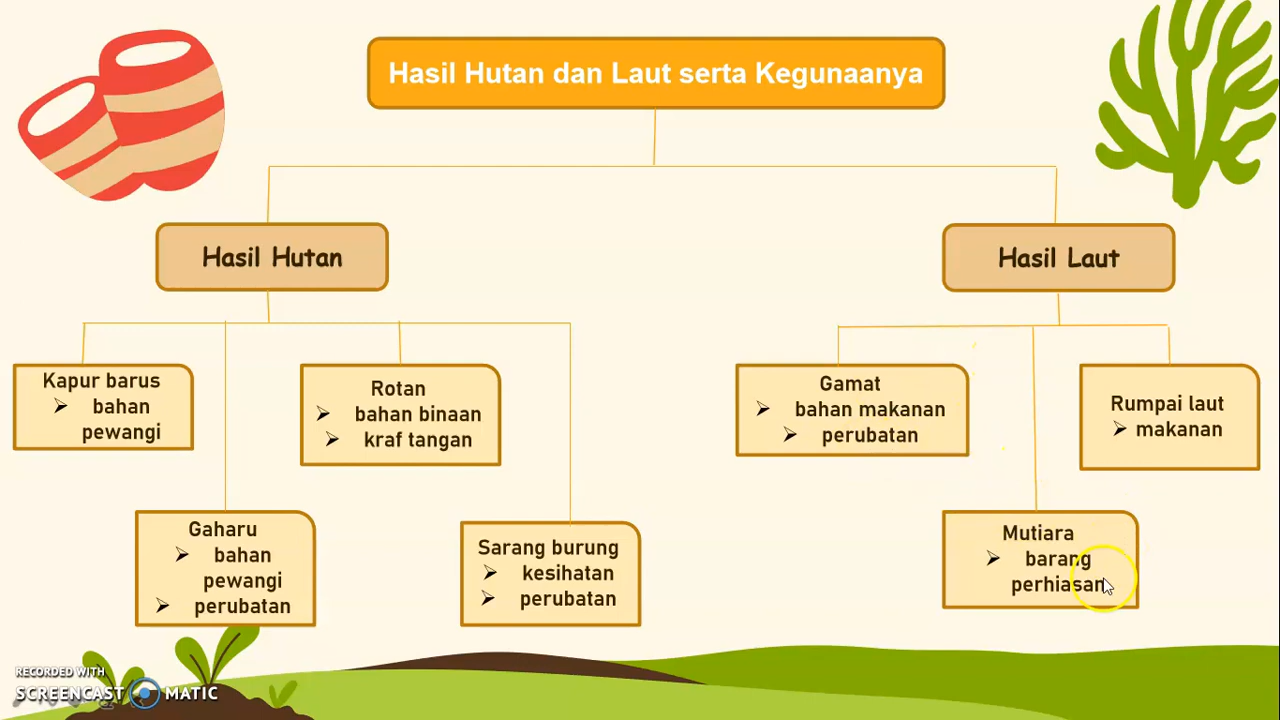 Hasil Hutan dan Laut serta Kegunaanya
Hasil Hutan
Hasil Laut
Kapur barus
➢ bahan
pewangi
Rotan
➢ bahan binaan
➢ kraf tangan
Gaharu
➢ bahan
pewangi
➢ perubatan
Sarang burung
➢ kesihatan
➢ perubatan
Gamat
➢ bahan makanan
➢ perubatan
Rumpai laut
➢ makanan
Mutiara
➢ barang
perhiasan
RECORDED WITH
SCREENCAST MATIC